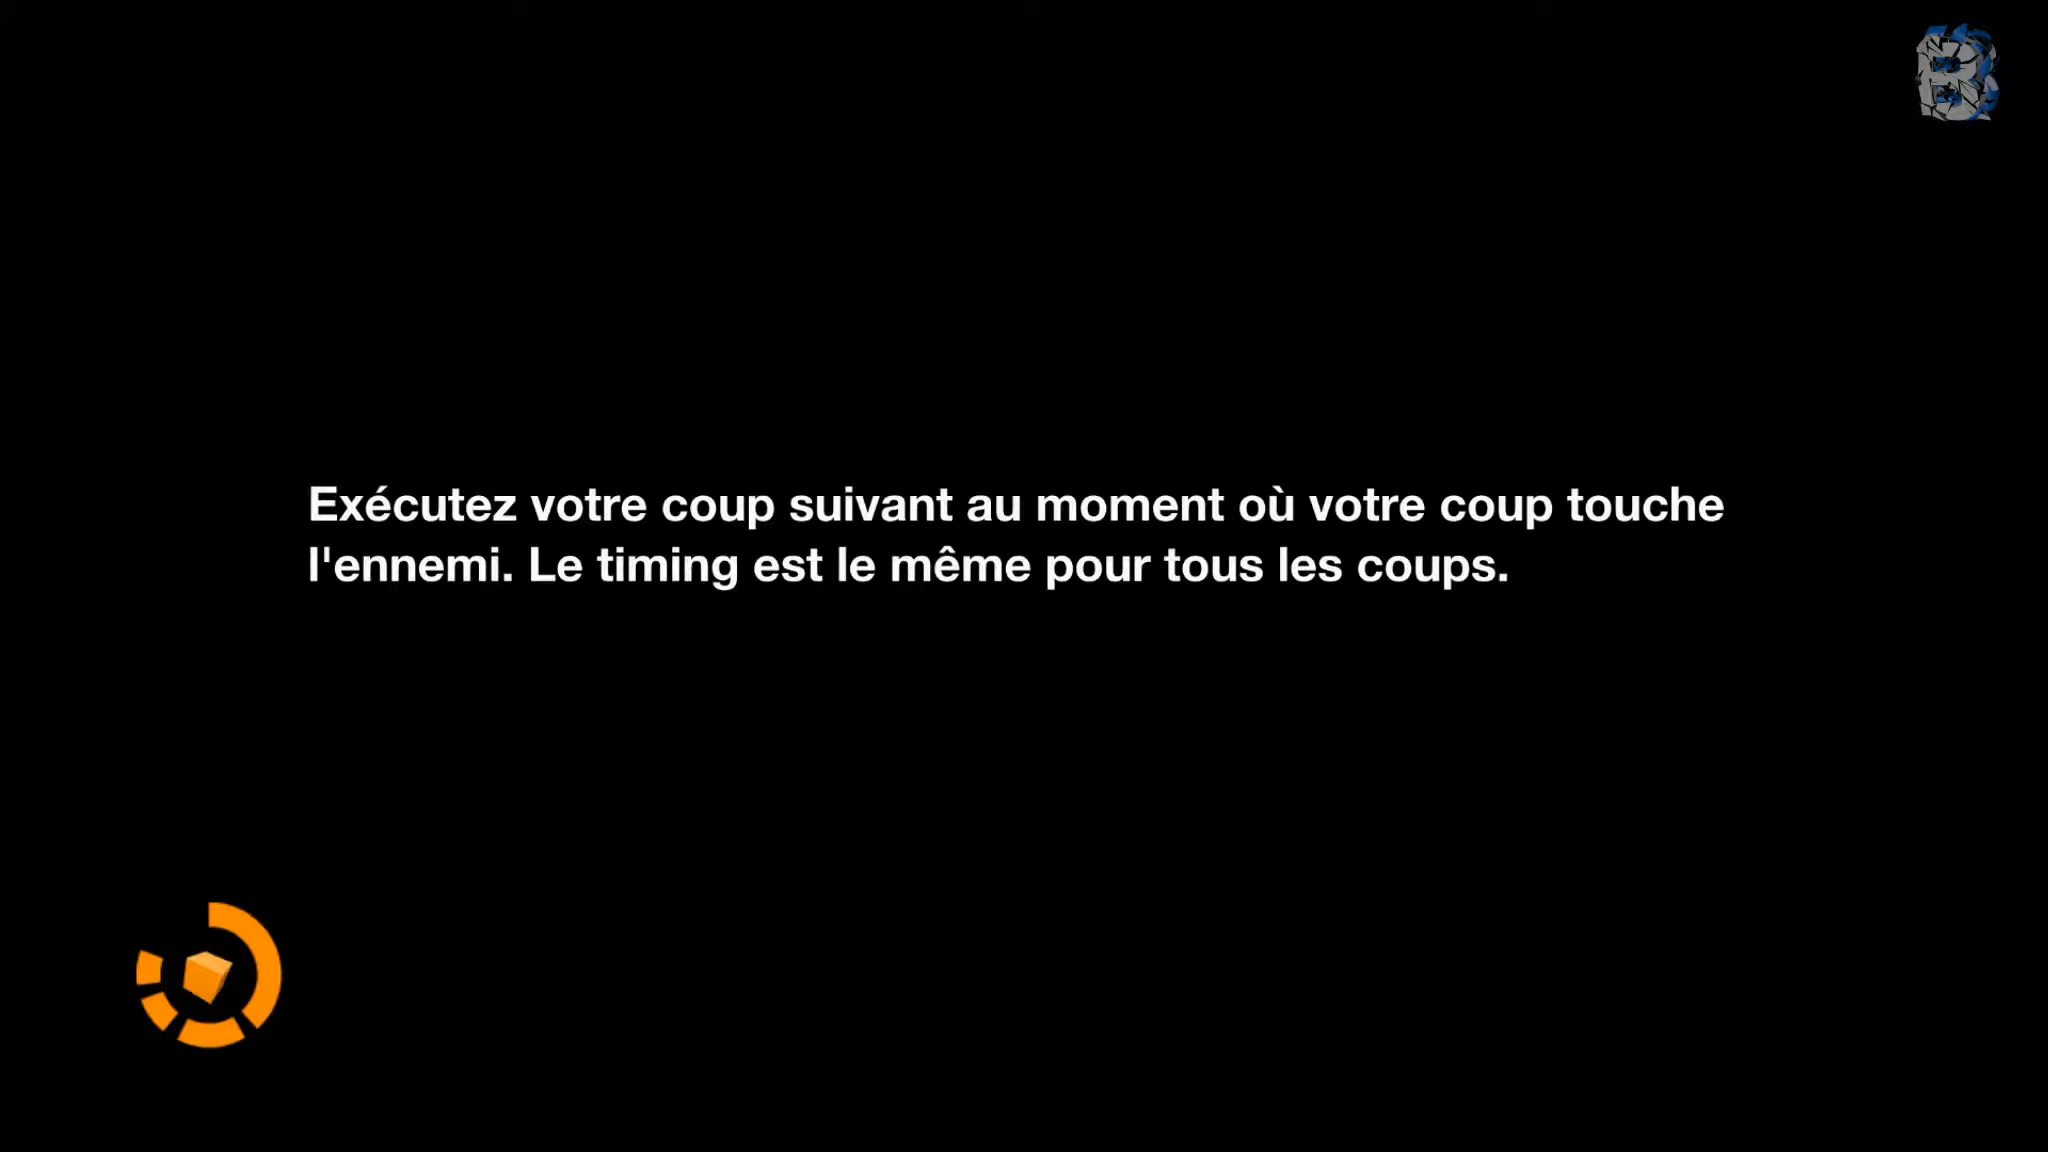 B
Exécutez votre coup suivant au moment où votre coup touche
l'ennemi. Le timing est le même pour tous les coups.